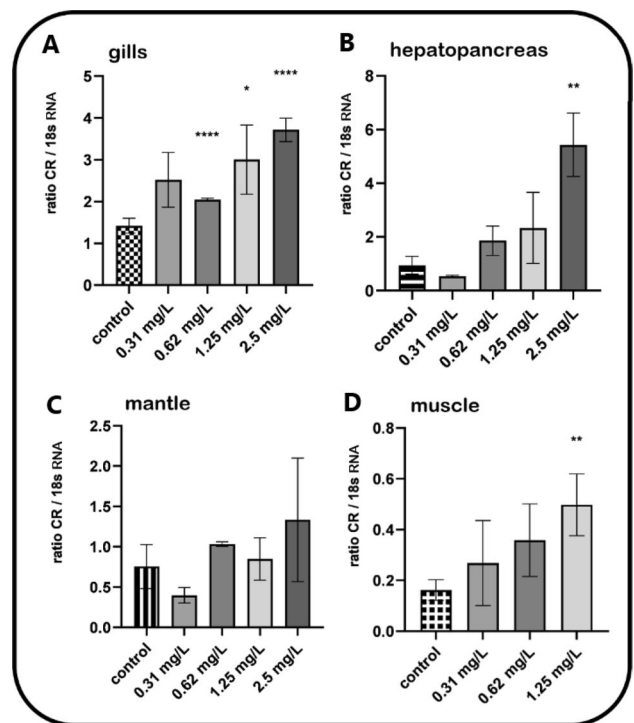 A
gills
ratio CR / 18s RNA
5
4
3
2
1
0
****
*
****
control
0.31 mg/L
0.62 mg/L
1.25 mg/L
2.5 mg/L
B
hepatopancreas
ratio CR / 18s RNA
8
6
4
2
0
**
control
0.31 mg/L
0.62 mg/L
1.25 mg/L
2.5 mg/L
C
mantle
ratio CR / 18s RNA
2.5
2.0
1.5
1.0
0.5
0.0
control
0.31 mg/L
0.62 mg/L
1.25 mg/L
2.5 mg/L
D
muscle
ratio CR / 18s RNA
0.8
0.6
0.4
0.2
0.0
**
control
0.31 mg/L
0.62 mg/L
1.25 mg/L